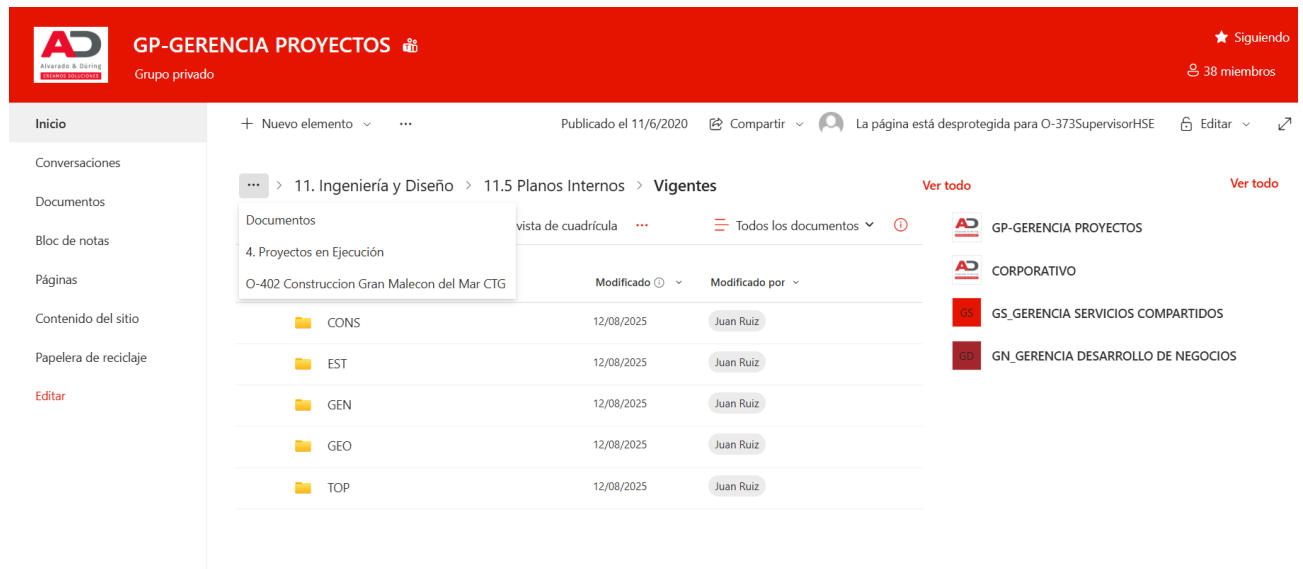 AD
Alvarado & Düring
CREAMOS SOLUCIONES
GP-GERENCIA PROYECTOS
Grupo privado
Siguiendo
38 miembros
Inicio
Conversaciones
Documentos
Bloc de notas
Páginas
Contenido del sitio
Papelera de reciclaje
Editar
+ Nuevo elemento ... Publicado el 11/6/2020 Compartir La página está desprotegida para O-373SupervisorHSE Editar
... > 11. Ingeniería y Diseño > 11.5 Planos Internos > Vigentes
Documentos
4. Proyectos en Ejecución
O-402 Construccion Gran Malecon del Mar CTG
vista de cuadrícula ... Todos los documentos
Modificado Modificado por
CONS 12/08/2025 Juan Ruiz
EST 12/08/2025 Juan Ruiz
GEN 12/08/2025 Juan Ruiz
GEO 12/08/2025 Juan Ruiz
TOP 12/08/2025 Juan Ruiz
Ver todo Ver todo
AD GP-GERENCIA PROYECTOS
AD CORPORATIVO
GS GS_GERENCIA SERVICIOS COMPARTIDOS
GD GN_GERENCIA DESARROLLO DE NEGOCIOS